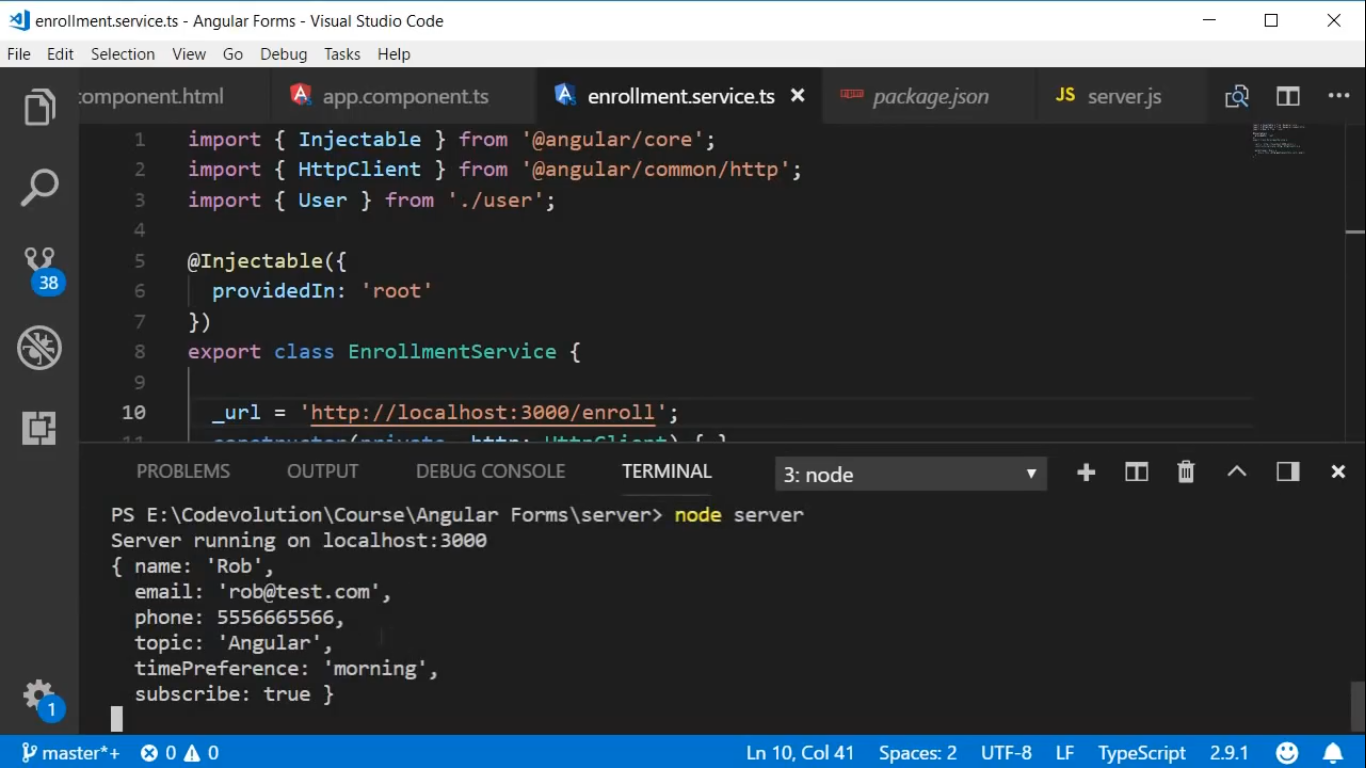 enrollment.service.ts - Angular Forms - Visual Studio Code
File Edit Selection View Go Debug Tasks Help
component.html app.component.ts enrollment.service.ts package.json JS server.js
1 import { Injectable } from '@angular/core';
2 import { HttpClient } from '@angular/common/http';
3 import { User } from './user';
4
5 @Injectable({
6 providedIn: 'root'
7 })
8 export class EnrollmentService {
9
10 _url = 'http://localhost:3000/enroll';
11 constructor(private _http: HttpClient) { }
38
PROBLEMS OUTPUT DEBUG CONSOLE TERMINAL 3: node
PS E:\Codevolution\Course\Angular Forms\server> node server
Server running on localhost:3000
{ name: 'Rob',
email: 'rob@test.com',
phone: 5556665566,
topic: 'Angular',
timePreference: 'morning',
subscribe: true }
1
master*+ 0 0 Ln 10, Col 41 Spaces: 2 UTF-8 LF TypeScript 2.9.1